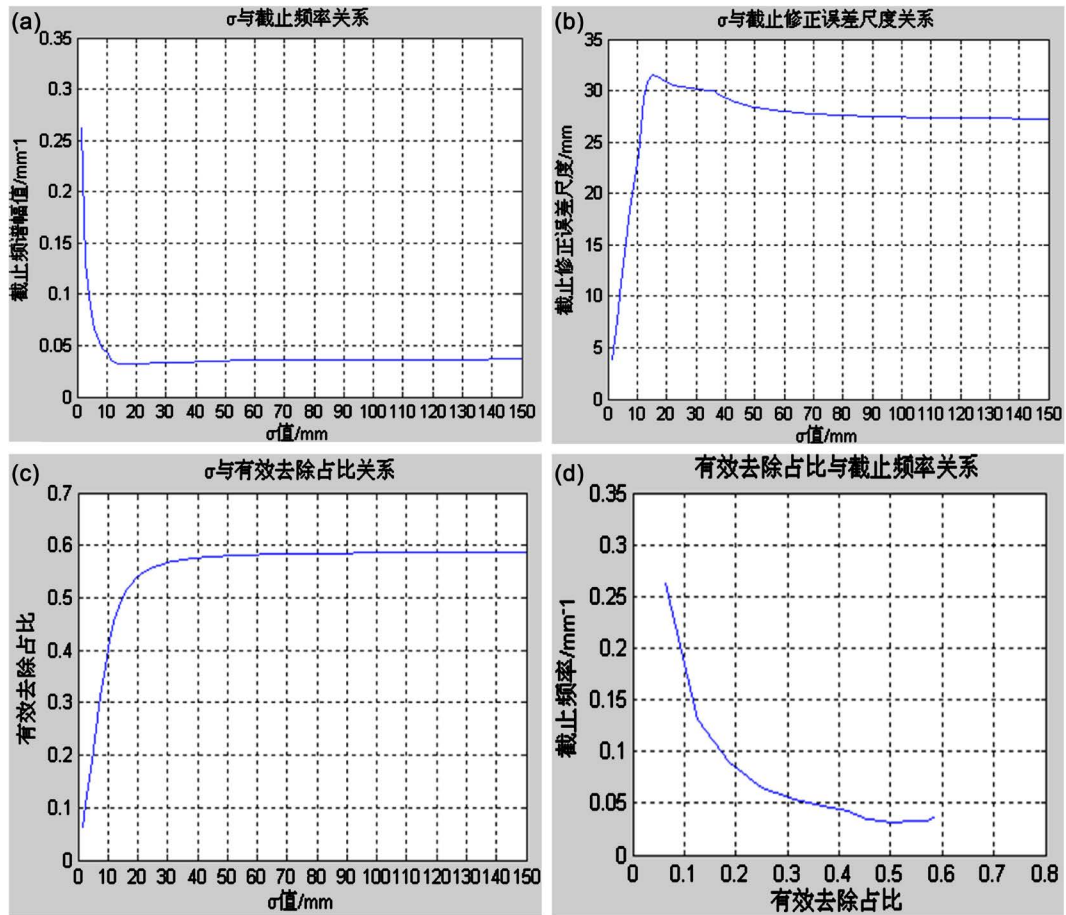 (a)
σ与截止频率关系
截止频谱幅值/mm-1
0.35
0.3
0.25
0.2
0.15
0.1
0.05
0
0 10 20 30 40 50 60 70 80 90 100 110 120 130 140 150
σ值/mm
(b)
σ与截止修正误差尺度关系
截止修正误差尺度/mm
35
30
25
20
15
10
5
0
0 10 20 30 40 50 60 70 80 90 100 110 120 130 140 150
σ值/mm
(c)
σ与有效去除占比关系
有效去除占比
0.7
0.6
0.5
0.4
0.3
0.2
0.1
0
0 10 20 30 40 50 60 70 80 90 100 110 120 130 140 150
σ值/mm
(d)
有效去除占比与截止频率关系
截止频率/mm-1
0.35
0.3
0.25
0.2
0.15
0.1
0.05
0
0 0.1 0.2 0.3 0.4 0.5 0.6 0.7 0.8
有效去除占比